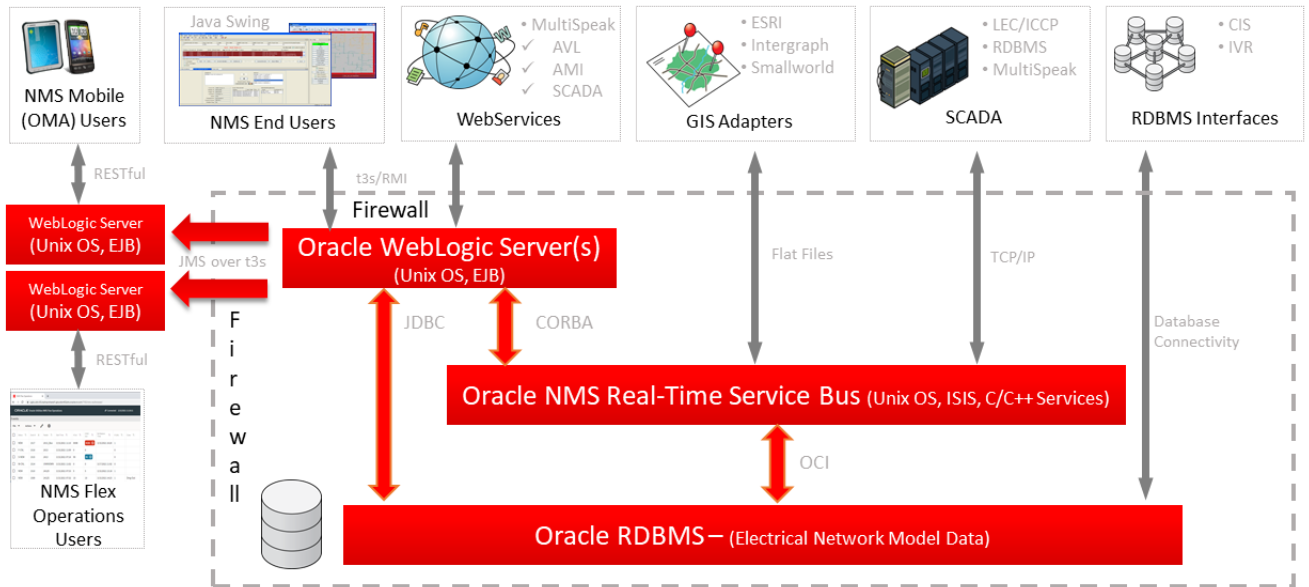 NMS Mobile
(OMA) Users
Java Swing
NMS End Users
• MultiSpeak
✓ AVL
✓ AMI
✓ SCADA
WebServices
• ESRI
• Intergraph
• Smallworld
GIS Adapters
• LEC/ICCP
• RDBMS
• MultiSpeak
SCADA
• CIS
• IVR
RDBMS Interfaces
RESTful
t3s/RMI
Firewall
WebLogic Server
(Unix OS, EJB)
JMS over t3s
WebLogic Server
(Unix OS, EJB)
Oracle WebLogic Server(s)
(Unix OS, EJB)
Flat Files
TCP/IP
Database
Connectivity
Firewall
JDBC
CORBA
RESTful
Oracle NMS Real-Time Service Bus (Unix OS, ISIS, C/C++ Services)
OCI
ORACLE
NMS Flex
Operations
Users
Oracle RDBMS – (Electrical Network Model Data)